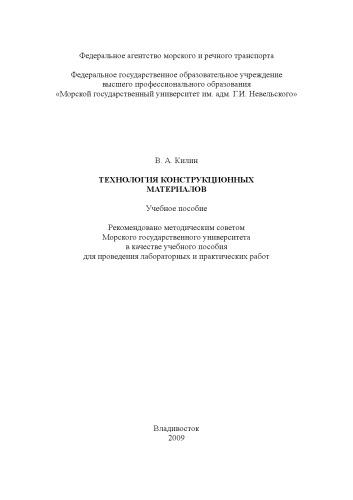 Федеральное агентство морского и речного транспорта
Федеральное государственное образовательное учреждение
высшего профессионального образования
«Морской государственный университет им. адм. Г.И. Невельского»
В. А. Килин
ТЕХНОЛОГИЯ КОНСТРУКЦИОННЫХ
МАТЕРИАЛОВ
Учебное пособие
Рекомендовано методическим советом
Морского государственного университета
в качестве учебного пособия
для проведения лабораторных и практических работ
Владивосток
2009